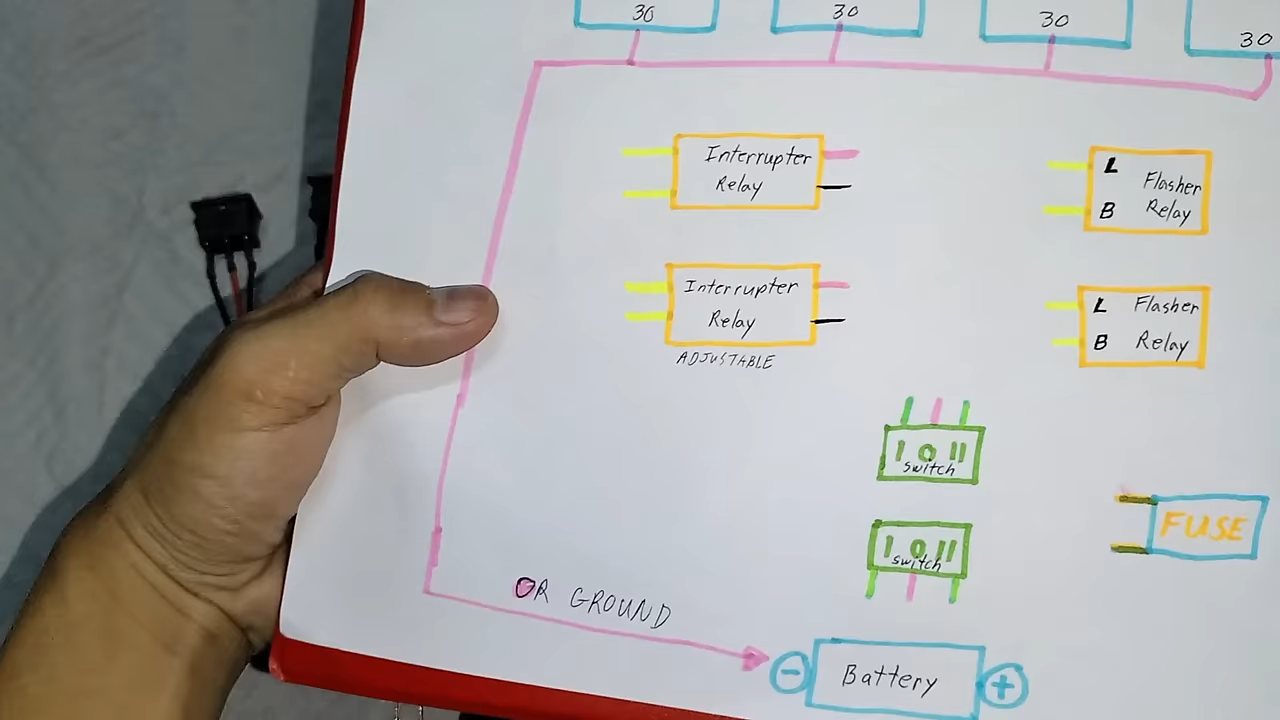 30
30
30
30
Interrupter
Relay
L
B
Flasher
Relay
Interrupter
Relay
ADJUSTABLE
L
B
Flasher
Relay
I O II
switch
I O II
switch
FUSE
OR GROUND
- Battery +